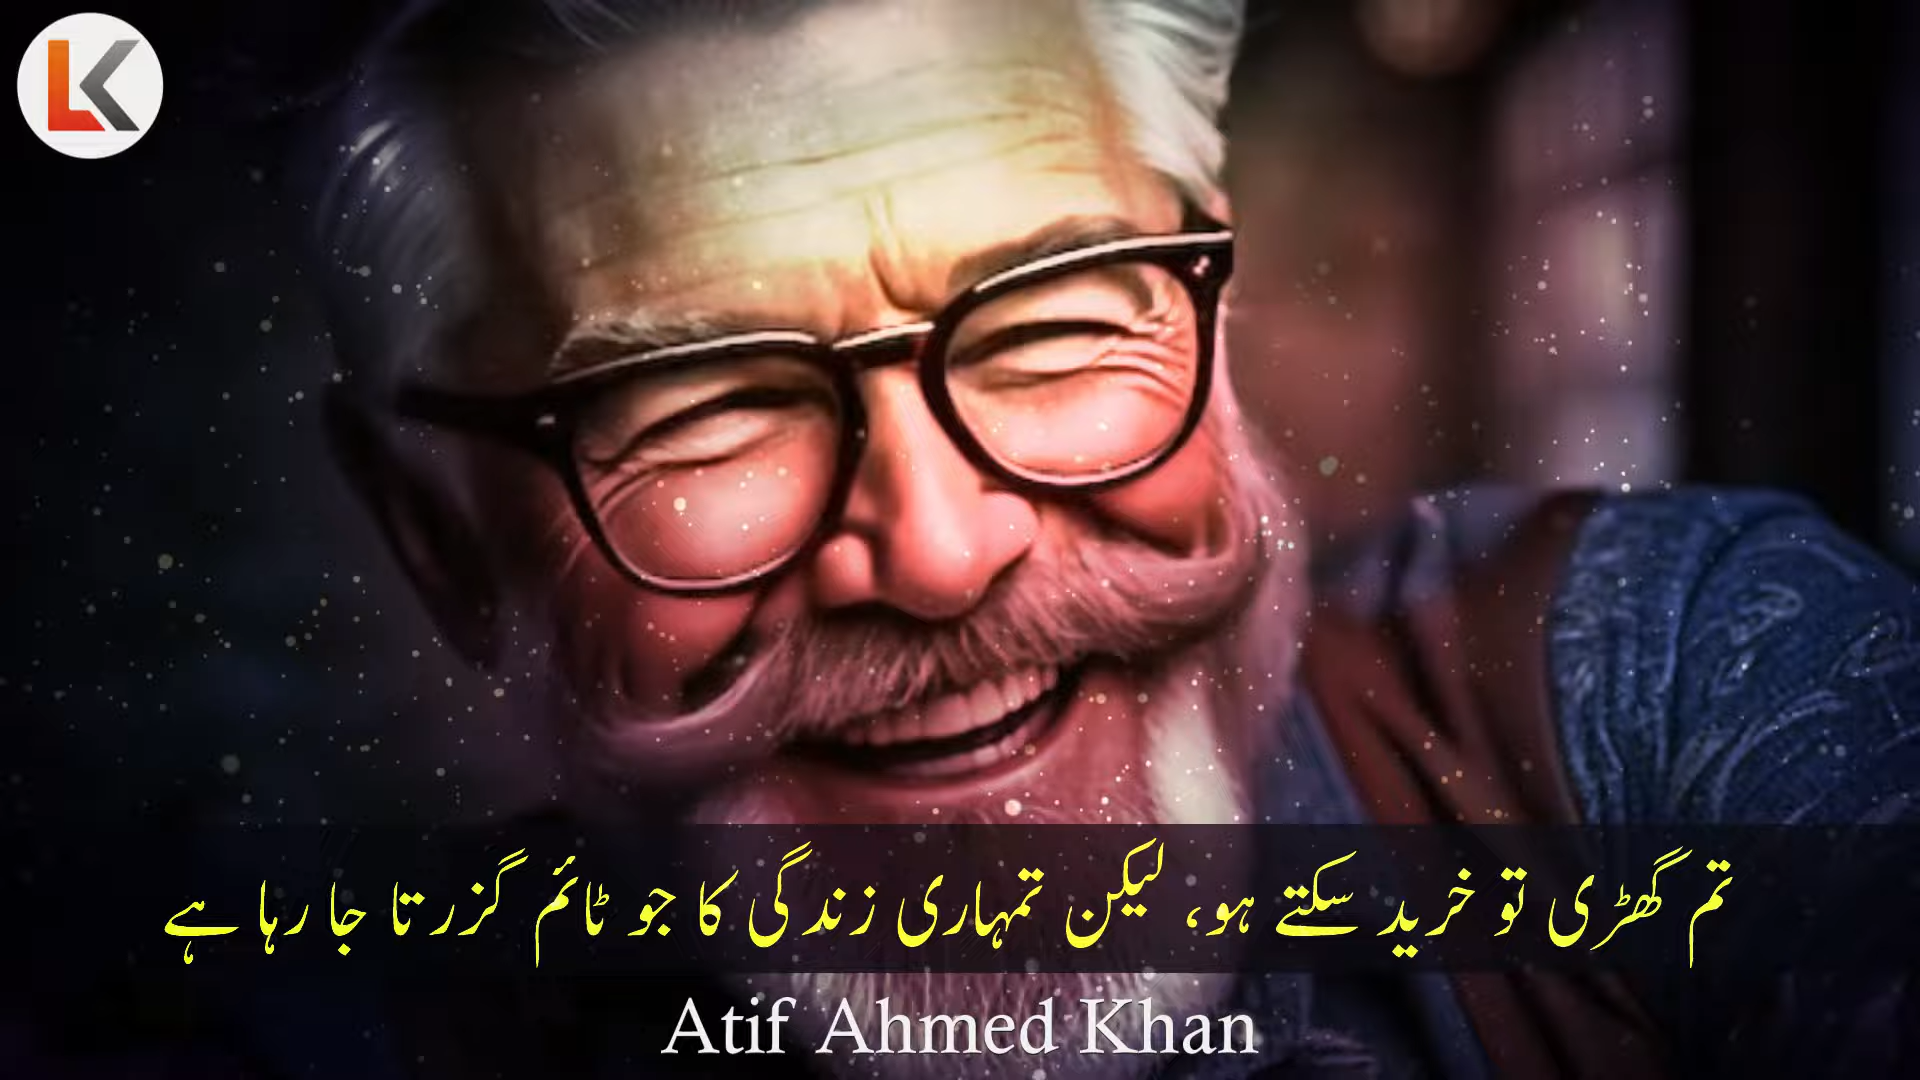 LK
تم گھڑی تو خرید سکتے ہو، لیکن تمہاری زندگی کا جو ٹائم گزرتا جا رہا ہے
Atif Ahmed Khan